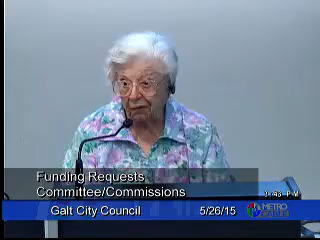 Funding Requests
Committee/Commissions
Galt City Council 5/26/15
METRO